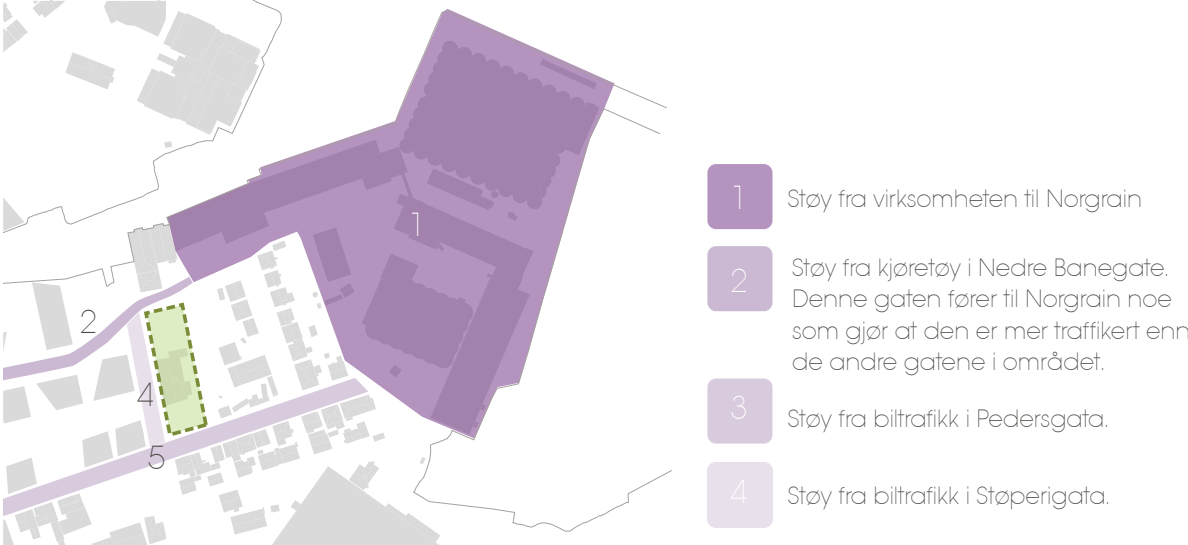 1
2
4
5
1
Støy fra virksomheten til Norgrain
2
Støy fra kjøretøy i Nedre Banegate.
Denne gaten fører til Norgrain noe
som gjør at den er mer traffikert enn
de andre gatene i området.
3
Støy fra biltrafikk i Pedersgata.
4
Støy fra biltrafikk i Støperigata.